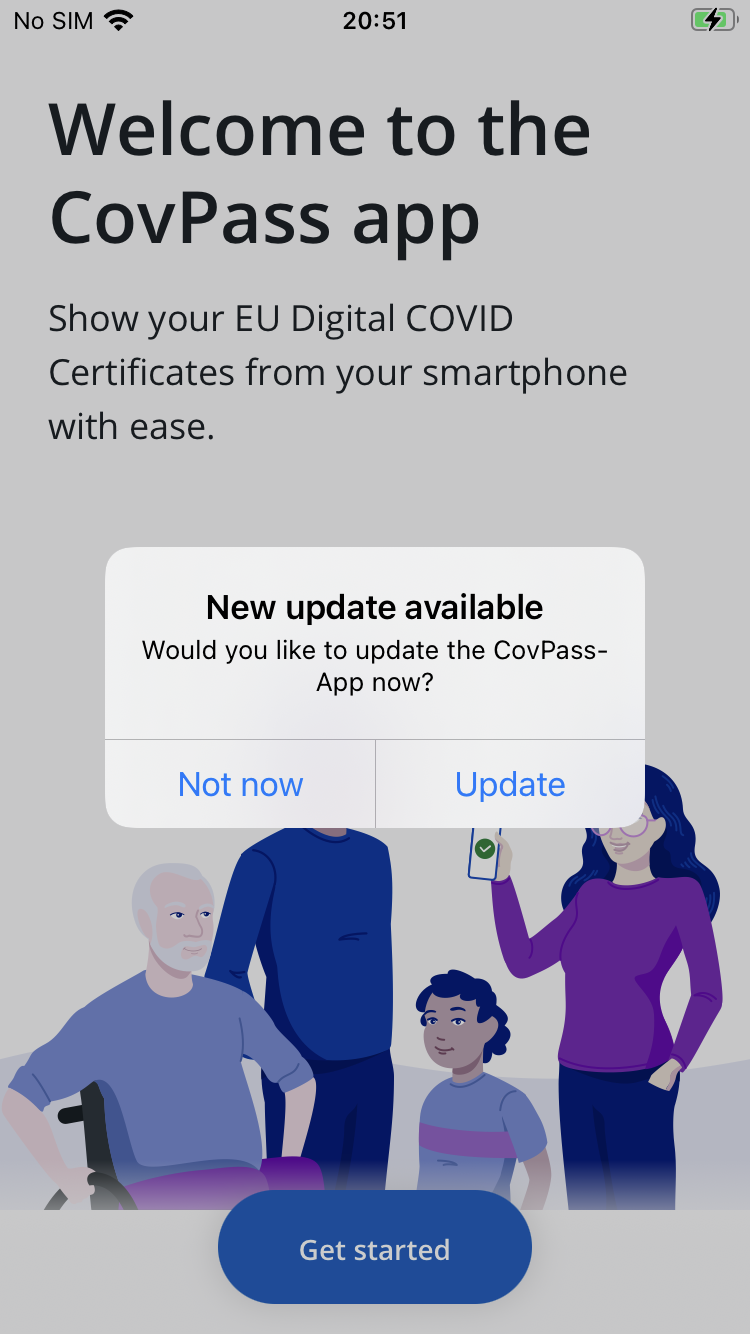 No SIM 20:51
Welcome to the
CovPass app
Show your EU Digital COVID
Certificates from your smartphone
with ease.
New update available
Would you like to update the CovPass-
App now?
Not now Update
Get started